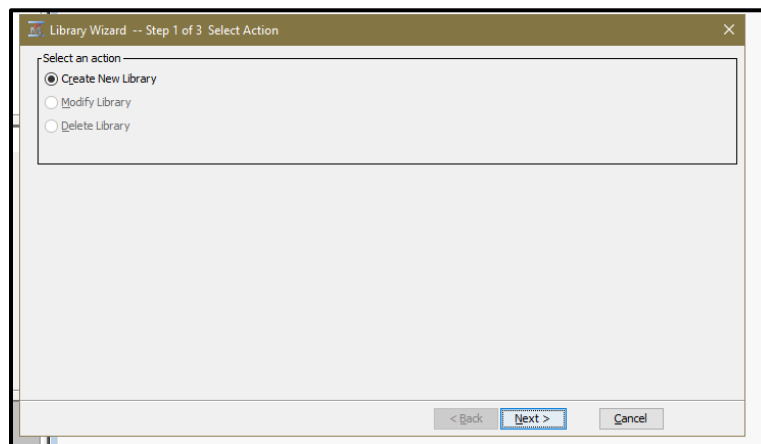 Library Wizard -- Step 1 of 3 Select Action
Select an action
Create New Library
Modify Library
Delete Library
< Back Next > Cancel